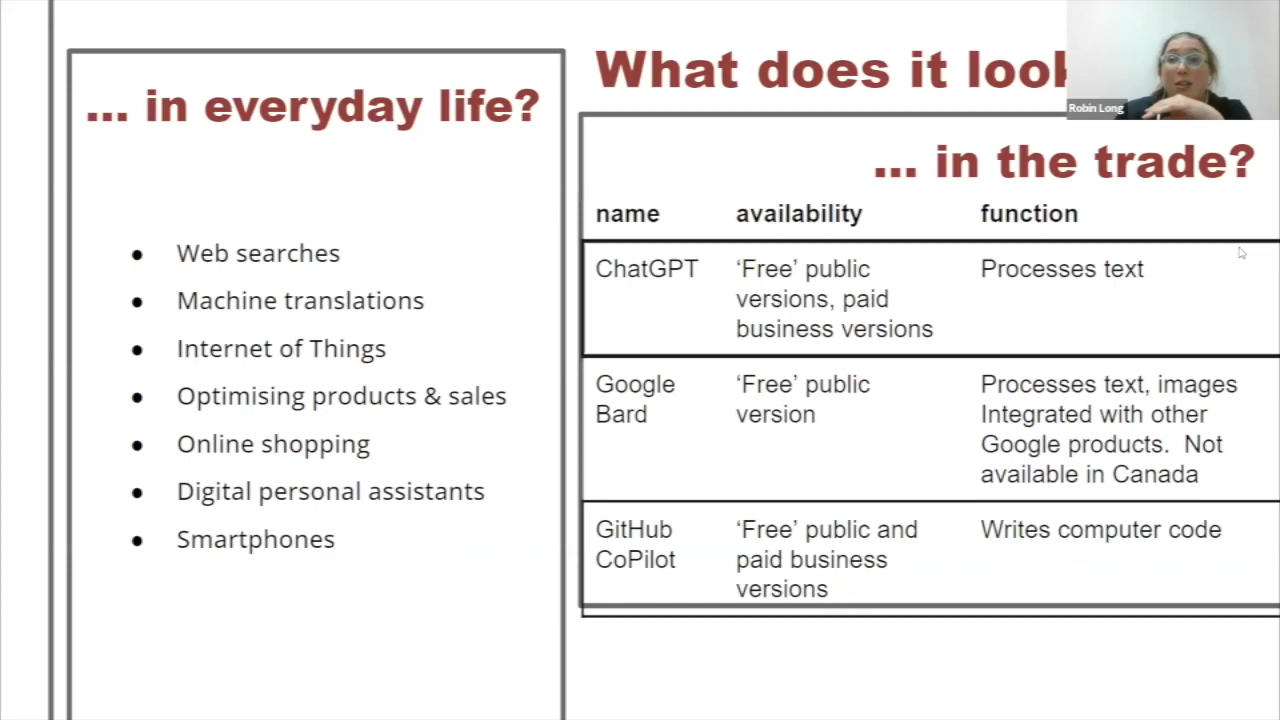 What does it look
Robin Long
... in everyday life?
● Web searches
● Machine translations
● Internet of Things
● Optimising products & sales
● Online shopping
● Digital personal assistants
● Smartphones
... in the trade?
name availability function
ChatGPT ‘Free’ public Processes text
versions, paid
business versions
Google ‘Free’ public Processes text, images
Bard version Integrated with other
Google products. Not
available in Canada
GitHub ‘Free’ public and Writes computer code
CoPilot paid business
versions